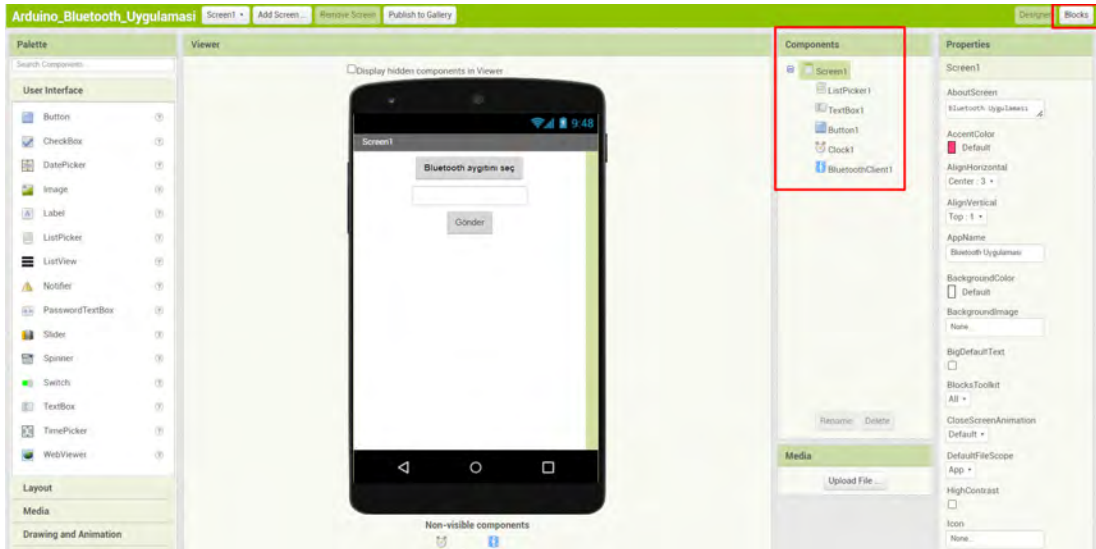 Arduino_Bluetooth_Uygulamasi Screen1 Add Screen ... Remove Screen Publish to Gallery Designer Blocks
Palette
Search Components...
User Interface
Button
CheckBox
DatePicker
Image
Label
ListPicker
ListView
Notifier
PasswordTextBox
Slider
Spinner
Switch
TextBox
TimePicker
WebViewer
Layout
Media
Drawing and Animation
Viewer
Display hidden components in Viewer
9:48
Screen1
Bluetooth aygıtını seç
Gönder
Non-visible components
Components
Screen1
ListPicker1
TextBox1
Button1
Clock1
BluetoothClient1
Rename Delete
Media
Upload File ...
Properties
Screen1
AboutScreen
Bluetooth Uygulaması
AccentColor
Default
AlignHorizontal
Center : 3
AlignVertical
Top : 1
AppName
Bluetooth Uygulaması
BackgroundColor
Default
BackgroundImage
None...
BigDefaultText
BlocksToolkit
All
CloseScreenAnimation
Default
DefaultFileScope
App
HighContrast
Icon
None...